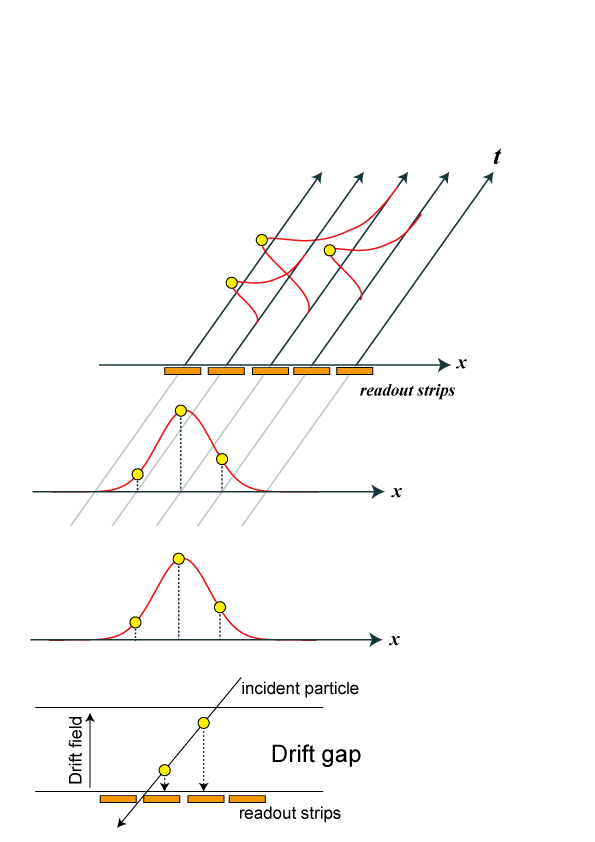 t
x
readout strips
x
x
incident particle
Drift field
Drift gap
readout strips